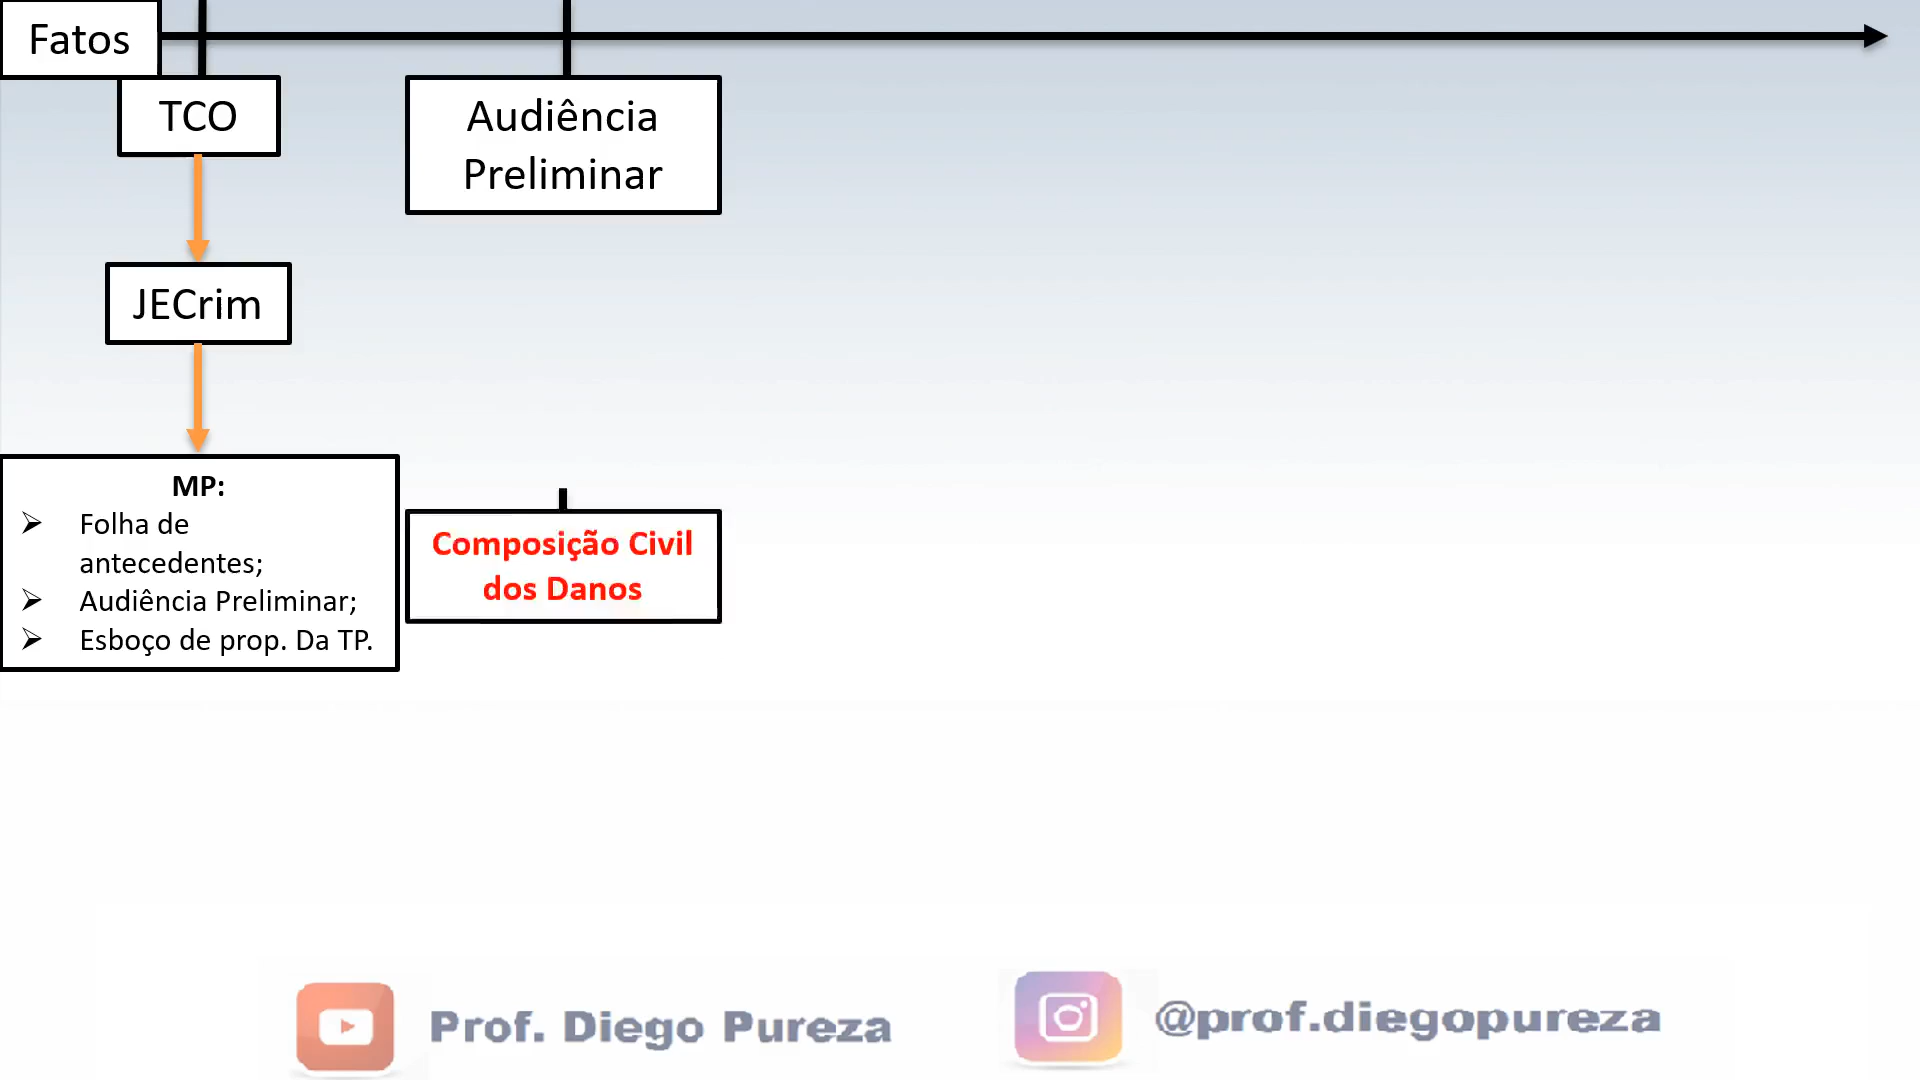 Fatos
TCO
Audiência
Preliminar
JECrim
MP:
➢ Folha de
antecedentes;
➢ Audiência Preliminar;
➢ Esboço de prop. Da TP.
Composição Civil
dos Danos
Prof. Diego Pureza
@prof.diegopureza